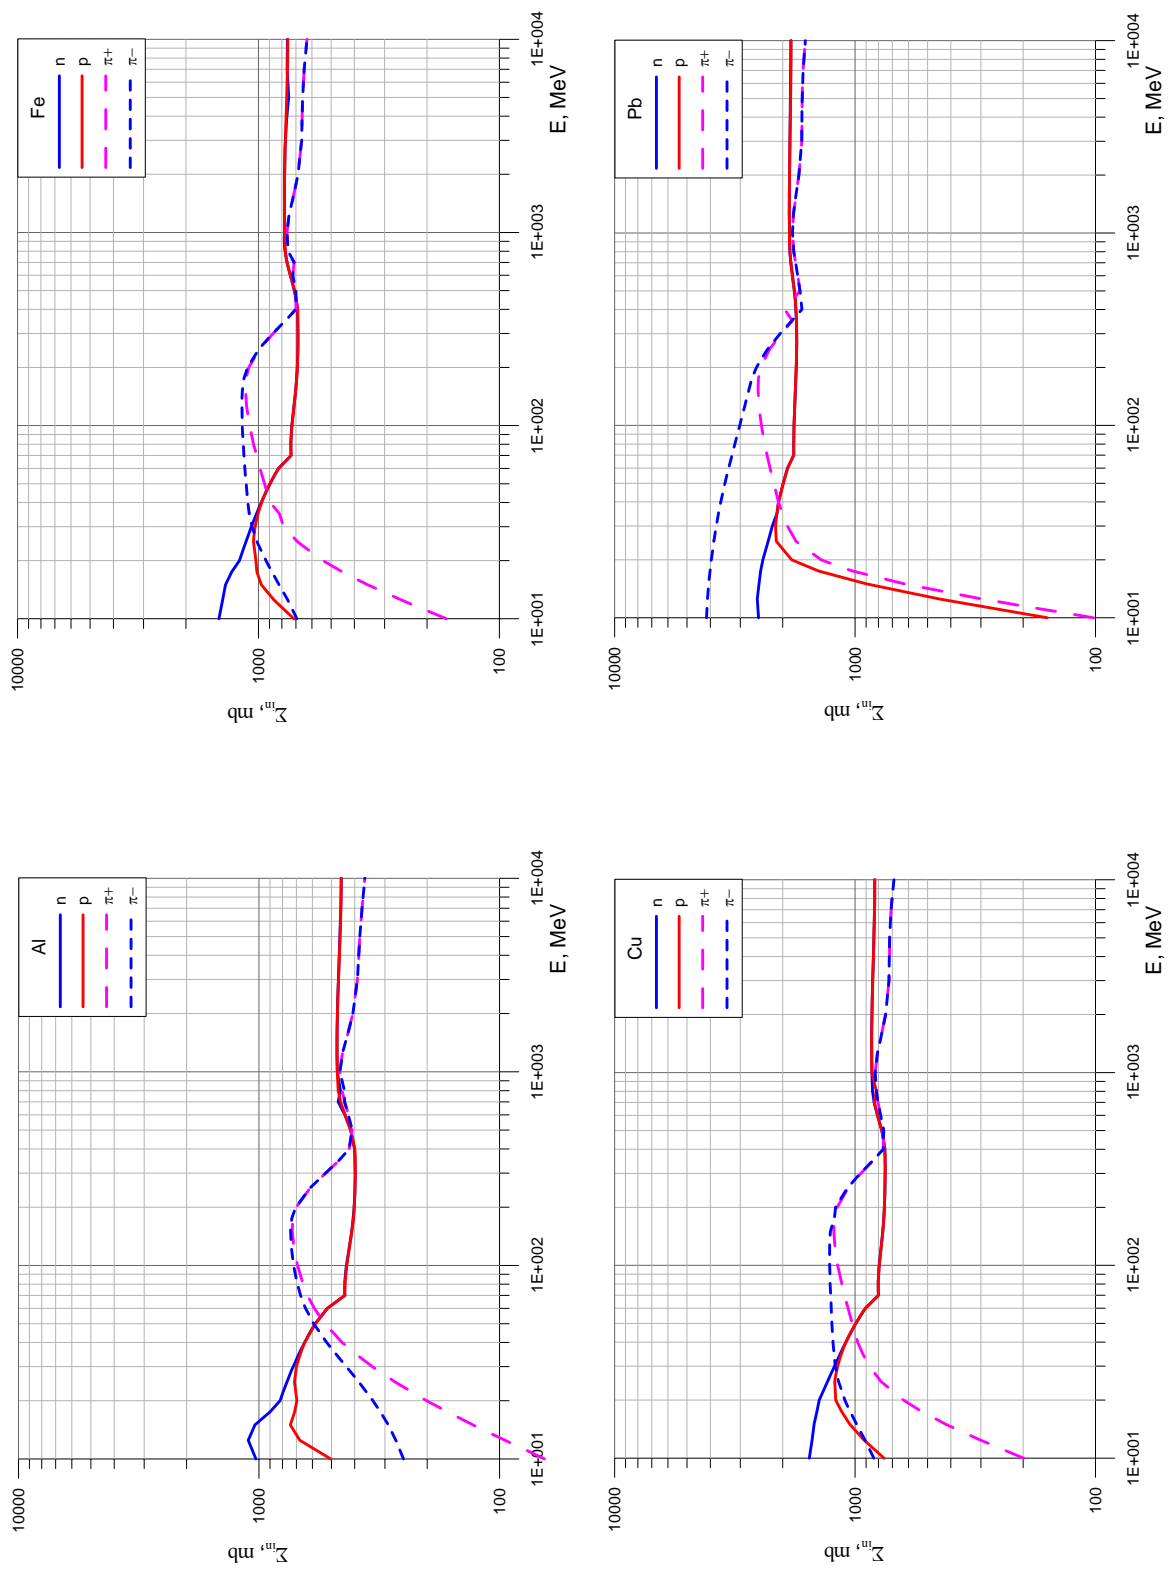 Al
n
p
π+
π−
10000
1000
100
Σin, mb
1E+001
1E+002
1E+003
1E+004
E, MeV
Fe
n
p
π+
π−
10000
1000
100
Σin, mb
1E+001
1E+002
1E+003
1E+004
E, MeV
Cu
n
p
π+
π−
10000
1000
100
Σin, mb
1E+001
1E+002
1E+003
1E+004
E, MeV
Pb
n
p
π+
π−
10000
1000
100
Σin, mb
1E+001
1E+002
1E+003
1E+004
E, MeV